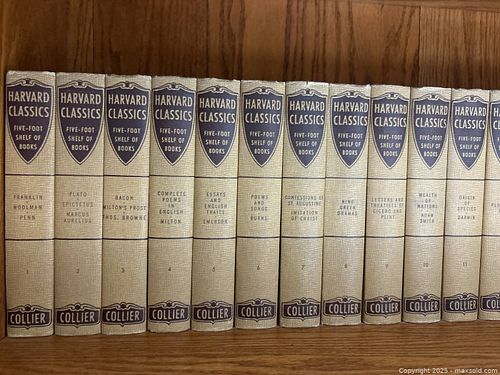 HARVARD
CLASSICS
FIVE-FOOT
SHELF OF
BOOKS
FRANKLIN
WOOLMAN
PENN
COLLIER
HARVARD
CLASSICS
FIVE-FOOT
SHELF OF
BOOKS
PLATO
EPICTETUS
MARCUS
AURELIUS
2
COLLIER
HARVARD
CLASSICS
FIVE-FOOT
SHELF OF
BOOKS
BACON
MILTON'S PROSE
THOS. BROWNE
3
COLLIER
HARVARD
CLASSICS
FIVE-FOOT
SHELF OF
BOOKS
COMPLETE
POEMS
IN
ENGLISH
MILTON
4
COLLIER
HARVARD
CLASSICS
FIVE-FOOT
SHELF OF
BOOKS
ESSAYS
AND
ENGLISH
TRAITS
EMERSON
5
COLLIER
HARVARD
CLASSICS
FIVE-FOOT
SHELF OF
BOOKS
POEMS
AND
SONGS
BURNS
6
COLLIER
HARVARD
CLASSICS
FIVE-FOOT
SHELF OF
BOOKS
CONFESSIONS OF
ST. AUGUSTINE
IMITATION
OF CHRIST
7
COLLIER
HARVARD
CLASSICS
FIVE-FOOT
SHELF OF
BOOKS
NINE
GREEK
DRAMAS
8
COLLIER
HARVARD
CLASSICS
FIVE-FOOT
SHELF OF
BOOKS
LETTERS AND
TREATISES OF
CICERO AND
PLINY
9
COLLIER
HARVARD
CLASSICS
FIVE-FOOT
SHELF OF
BOOKS
WEALTH OF
NATIONS
ADAM
SMITH
10
COLLIER
HARVARD
CLASSICS
FIVE-FOOT
SHELF OF
BOOKS
ORIGIN
OF
SPECIES
DARWIN
11
COLLIER
Copyright 2025 - maxsold.com